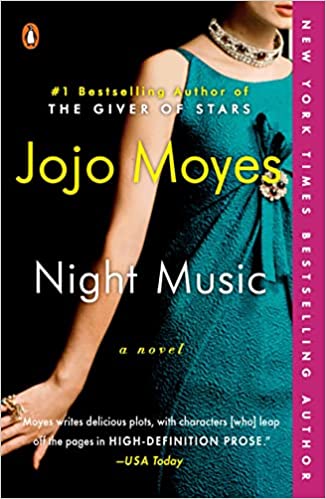 #1 Bestselling Author of
THE GIVER OF STARS
Jojo Moyes
Night Music
a novel
"Moyes writes delicious plots, with characters [who] leap
off the pages in HIGH-DEFINITION PROSE."
—USA Today
NEW YORK TIMES BESTSELLING AUTHOR